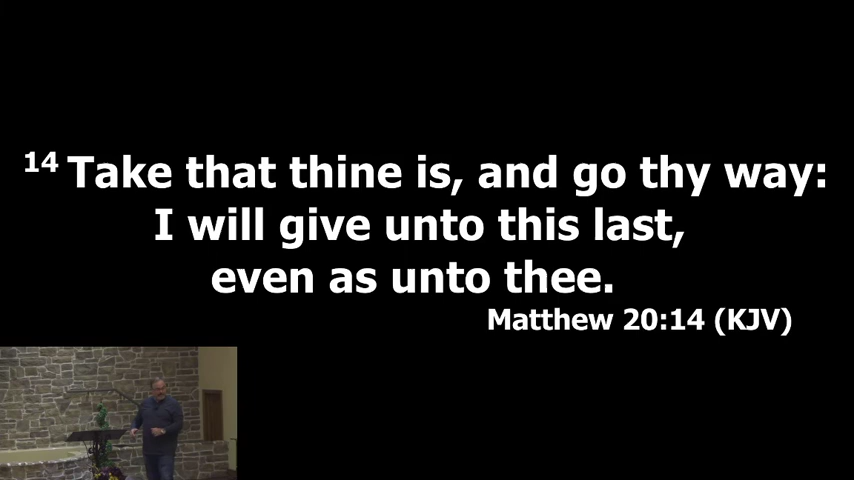 14 Take that thine is, and go thy way:
I will give unto this last,
even as unto thee.
Matthew 20:14 (KJV)